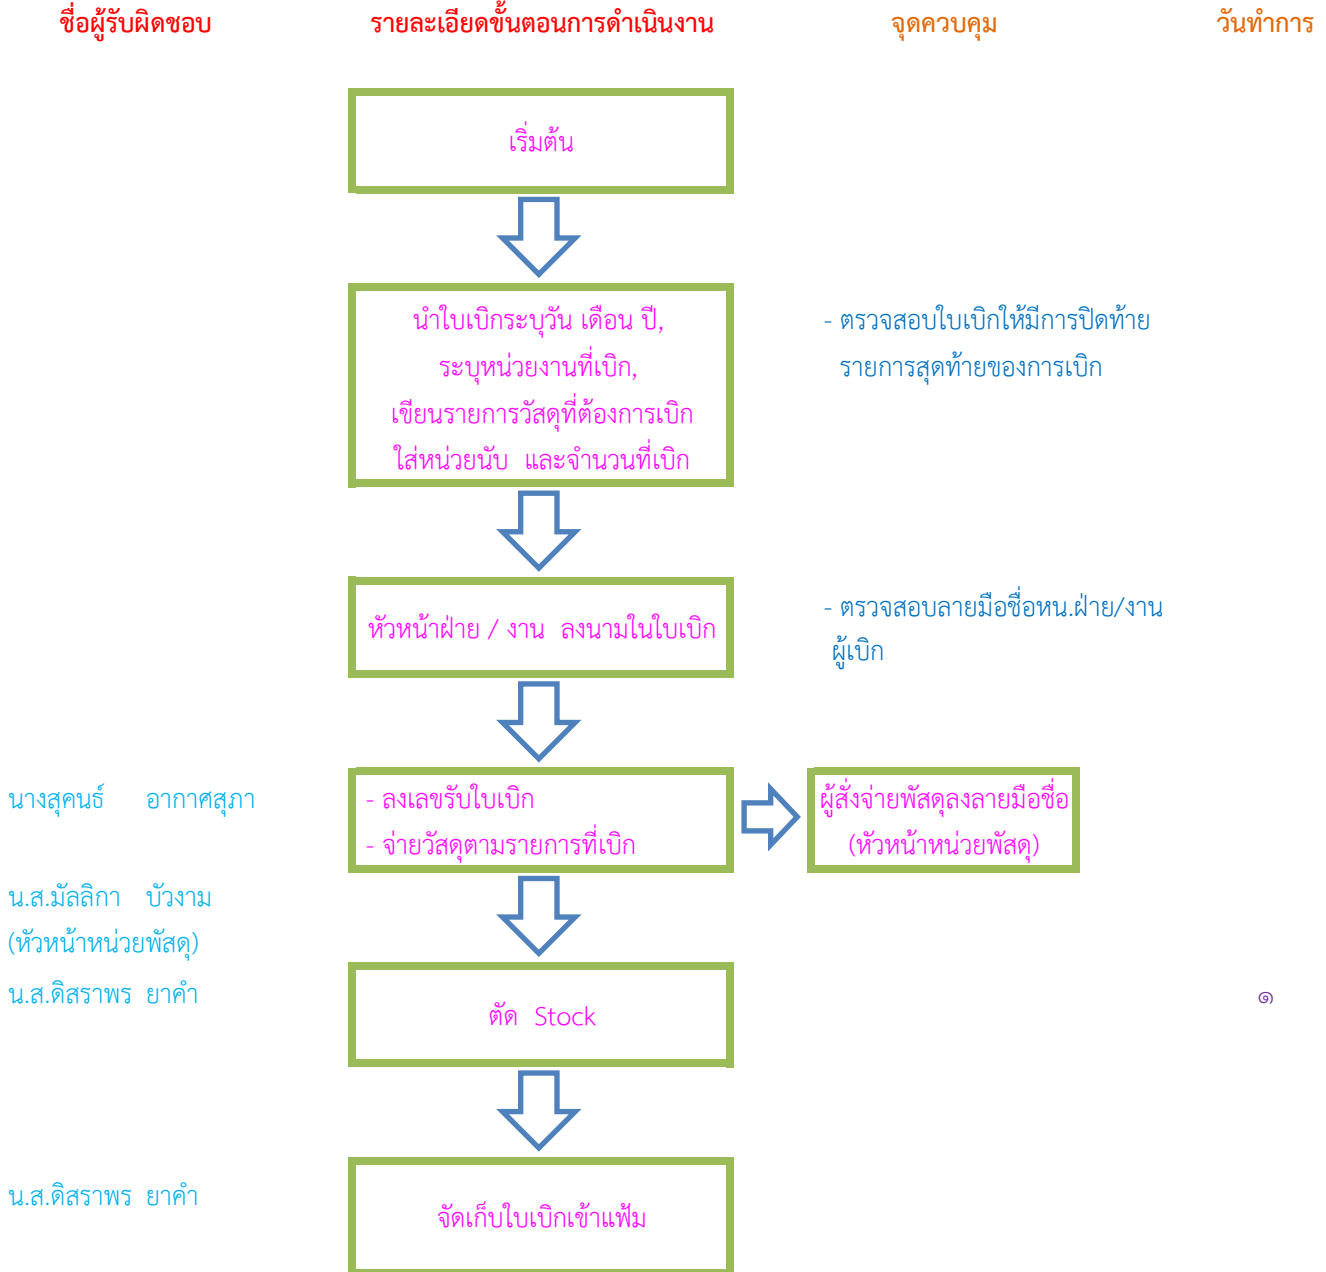 ชื่อผู้รับผิดชอบ รายละเอียดขั้นตอนการดำเนินงาน จุดควบคุม วันทำการ
เริ่มต้น
นำใบเบิกระบุวัน เดือน ปี,
ระบุหน่วยงานที่เบิก,
เขียนรายการวัสดุที่ต้องการเบิก
ใส่หน่วยนับ และจำนวนที่เบิก
- ตรวจสอบใบเบิกให้มีการปิดท้าย
รายการสุดท้ายของการเบิก
หัวหน้าฝ่าย / งาน ลงนามในใบเบิก
- ตรวจสอบลายมือชื่อหน.ฝ่าย/งาน
ผู้เบิก
นางสุคนธ์ อากาศสุภา
- ลงเลขรับใบเบิก
- จ่ายวัสดุตามรายการที่เบิก
ผู้สั่งจ่ายพัสดุลงลายมือชื่อ
(หัวหน้าหน่วยพัสดุ)
น.ส.มัลลิกา บัวงาม
(หัวหน้าหน่วยพัสดุ)
น.ส.ดิสราพร ยาคำ
ตัด Stock
๑
น.ส.ดิสราพร ยาคำ
จัดเก็บใบเบิกเข้าแฟ้ม